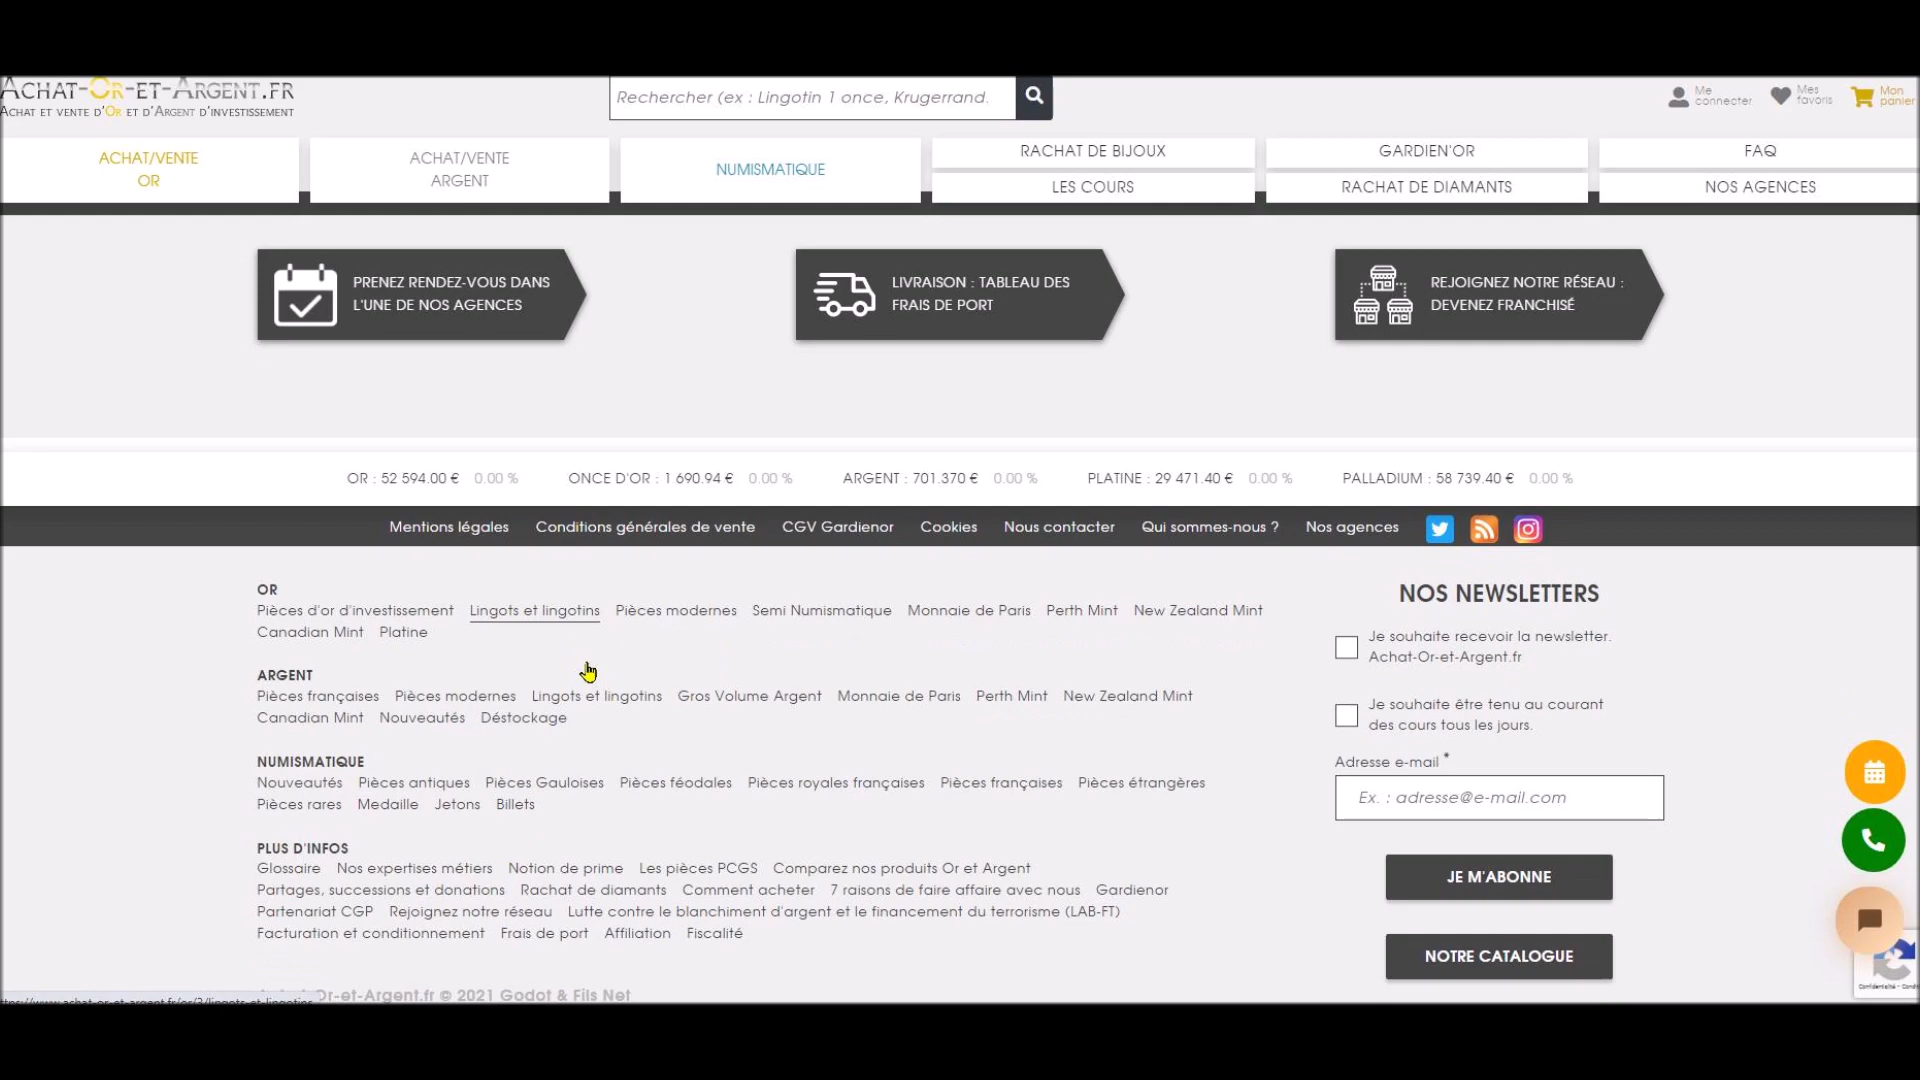 ACHAT-OR-ET-ARGENT.FR
ACHAT ET VENTE D'OR ET D'ARGENT D'INVESTISSEMENT
Rechercher (ex : Lingotin 1 once, Krugerrand.
Me connecter
Mes favoris
Mon panier
ACHAT/VENTE
OR
ACHAT/VENTE
ARGENT
NUMISMATIQUE
RACHAT DE BIJOUX
LES COURS
GARDIEN'OR
RACHAT DE DIAMANTS
FAQ
NOS AGENCES
PRENEZ RENDEZ-VOUS DANS
L'UNE DE NOS AGENCES
LIVRAISON : TABLEAU DES
FRAIS DE PORT
REJOIGNEZ NOTRE RÉSEAU :
DEVENEZ FRANCHISÉ
OR : 52 594.00 € 0.00 % ONCE D'OR : 1 690.94 € 0.00 % ARGENT : 701.370 € 0.00 % PLATINE : 29 471.40 € 0.00 % PALLADIUM : 58 739.40 € 0.00 %
Mentions légales Conditions générales de vente CGV Gardienor Cookies Nous contacter Qui sommes-nous ? Nos agences
OR
Pièces d'or d'investissement Lingots et lingotins Pièces modernes Semi Numismatique Monnaie de Paris Perth Mint New Zealand Mint
Canadian Mint Platine
ARGENT
Pièces françaises Pièces modernes Lingots et lingotins Gros Volume Argent Monnaie de Paris Perth Mint New Zealand Mint
Canadian Mint Nouveautés Déstockage
NUMISMATIQUE
Nouveautés Pièces antiques Pièces Gauloises Pièces féodales Pièces royales françaises Pièces françaises Pièces étrangères
Pièces rares Medaille Jetons Billets
PLUS D'INFOS
Glossaire Nos expertises métiers Notion de prime Les pièces PCGS Comparez nos produits Or et Argent
Partages, successions et donations Rachat de diamants Comment acheter 7 raisons de faire affaire avec nous Gardienor
Partenariat CGP Rejoignez notre réseau Lutte contre le blanchiment d'argent et le financement du terrorisme (LAB-FT)
Facturation et conditionnement Frais de port Affiliation Fiscalité
NOS NEWSLETTERS
Je souhaite recevoir la newsletter.
Achat-Or-et-Argent.fr
Je souhaite être tenu au courant
des cours tous les jours.
Adresse e-mail *
Ex. : adresse@e-mail.com
JE M'ABONNE
NOTRE CATALOGUE
Or-et-Argent.fr © 2021 Godot & Fils Net